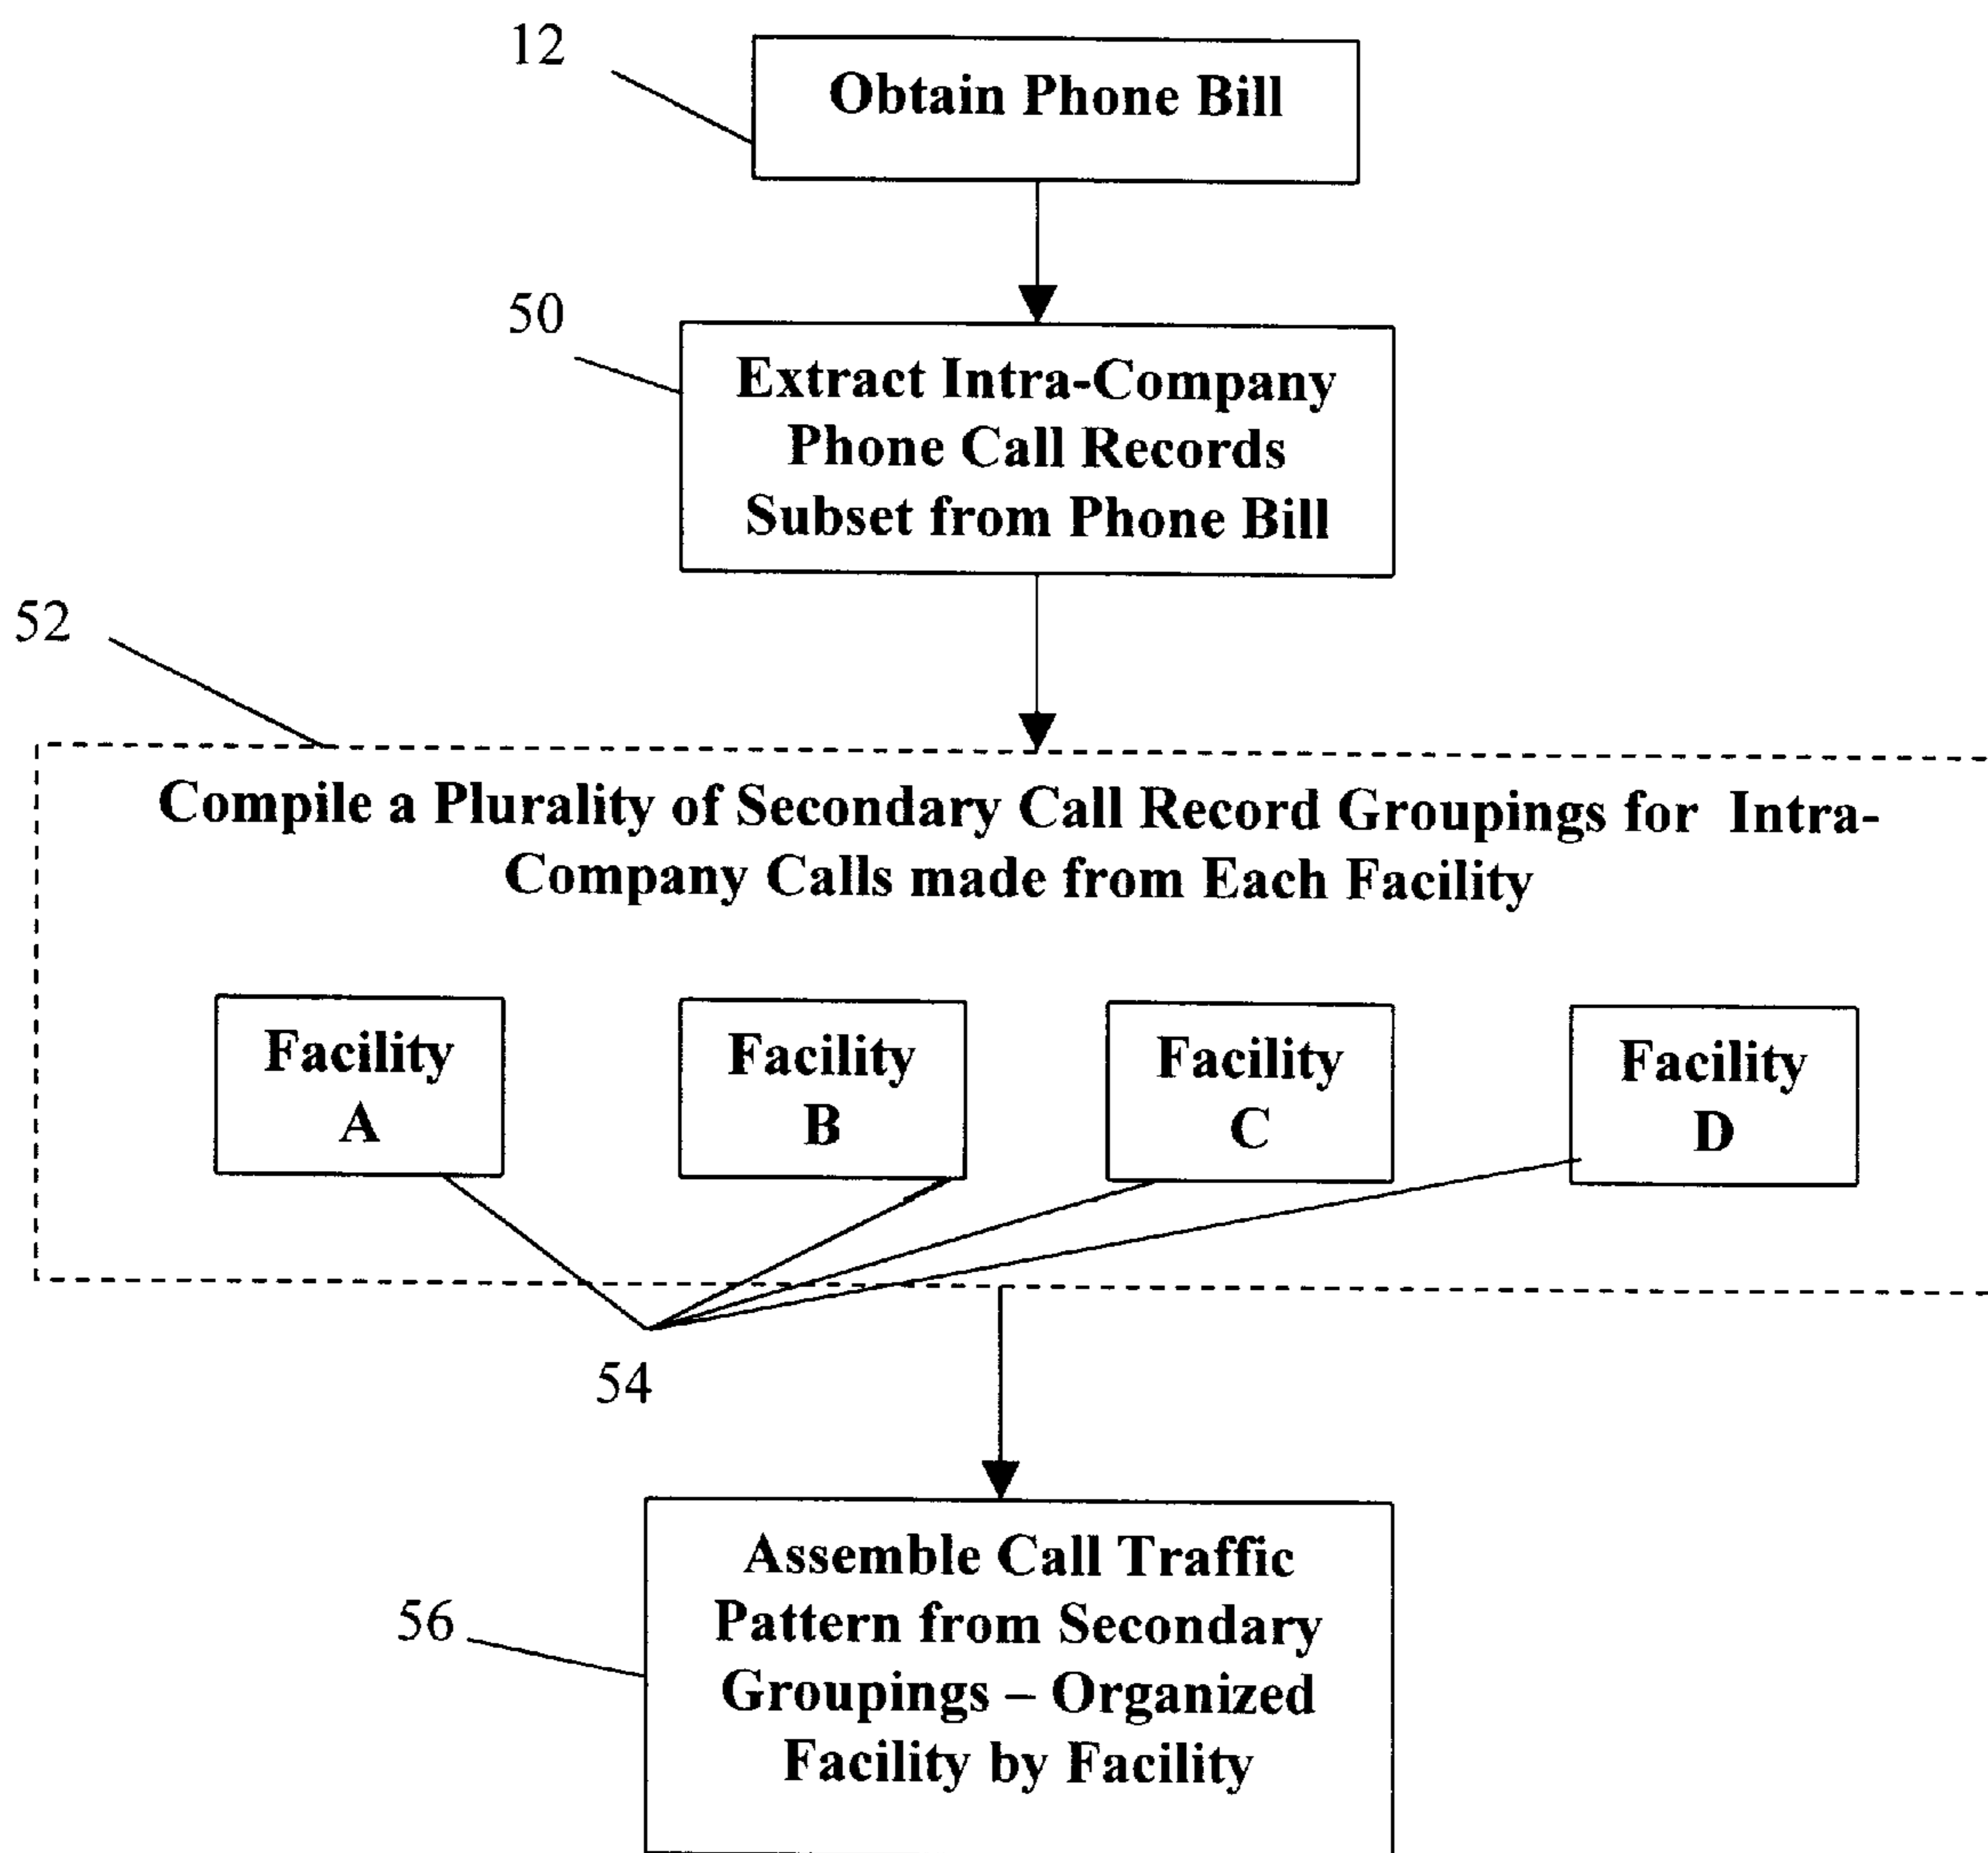 12
Obtain Phone Bill
50
Extract Intra-Company
Phone Call Records
Subset from Phone Bill
52
Compile a Plurality of Secondary Call Record Groupings for Intra-
Company Calls made from Each Facility
Facility
A
Facility
B
Facility
C
Facility
D
54
56
Assemble Call Traffic
Pattern from Secondary
Groupings – Organized
Facility by Facility